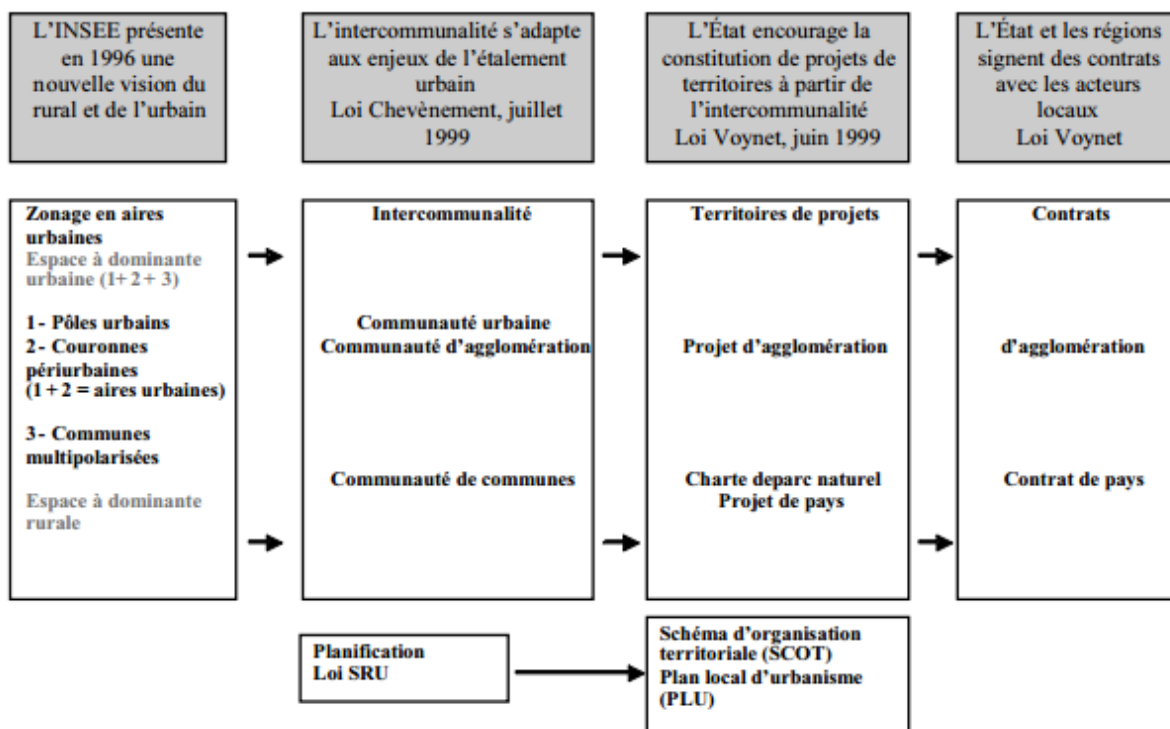 L’INSEE présente
en 1996 une
nouvelle vision du
rural et de l’urbain
L’intercommunalité s’adapte
aux enjeux de l’étalement
urbain
Loi Chevènement, juillet
1999
L’État encourage la
constitution de projets de
territoires à partir de
l’intercommunalité
Loi Voynet, juin 1999
L’État et les régions
signent des contrats
avec les acteurs
locaux
Loi Voynet
Zonage en aires
urbaines
Espace à dominante
urbaine (1+ 2 + 3)
1- Pôles urbains
2- Couronnes
périurbaines
(1 + 2 = aires urbaines)
3- Communes
multipolarisées
Espace à dominante
rurale
Intercommunalité
Communauté urbaine
Communauté d’agglomération
Communauté de communes
Territoires de projets
Projet d’agglomération
Charte deparc naturel
Projet de pays
Contrats
d’agglomération
Contrat de pays
Planification
Loi SRU
Schéma d’organisation
territoriale (SCOT)
Plan local d’urbanisme
(PLU)